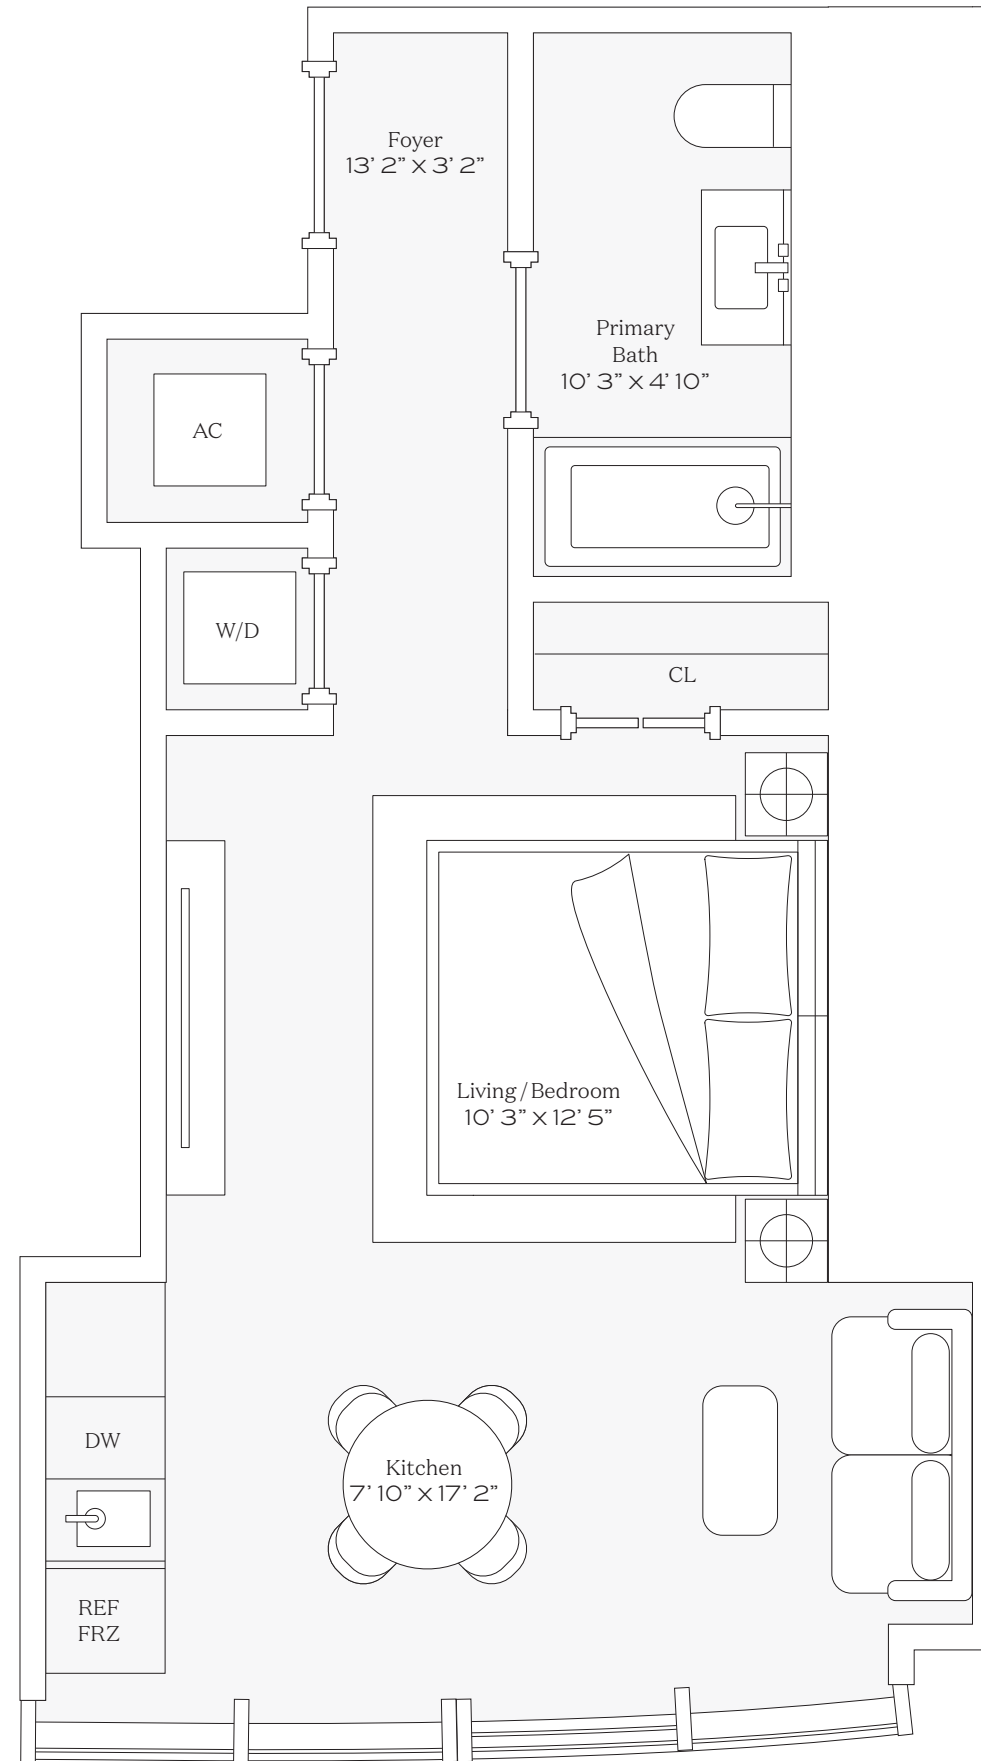 Foyer
13’ 2” X 3’ 2”
Primary
Bath
10’ 3” X 4’ 10”
AC
W/D
CL
Living/Bedroom
10’ 3” X 12’ 5”
DW
Kitchen
7’ 10” X 17’ 2”
REF
FRZ